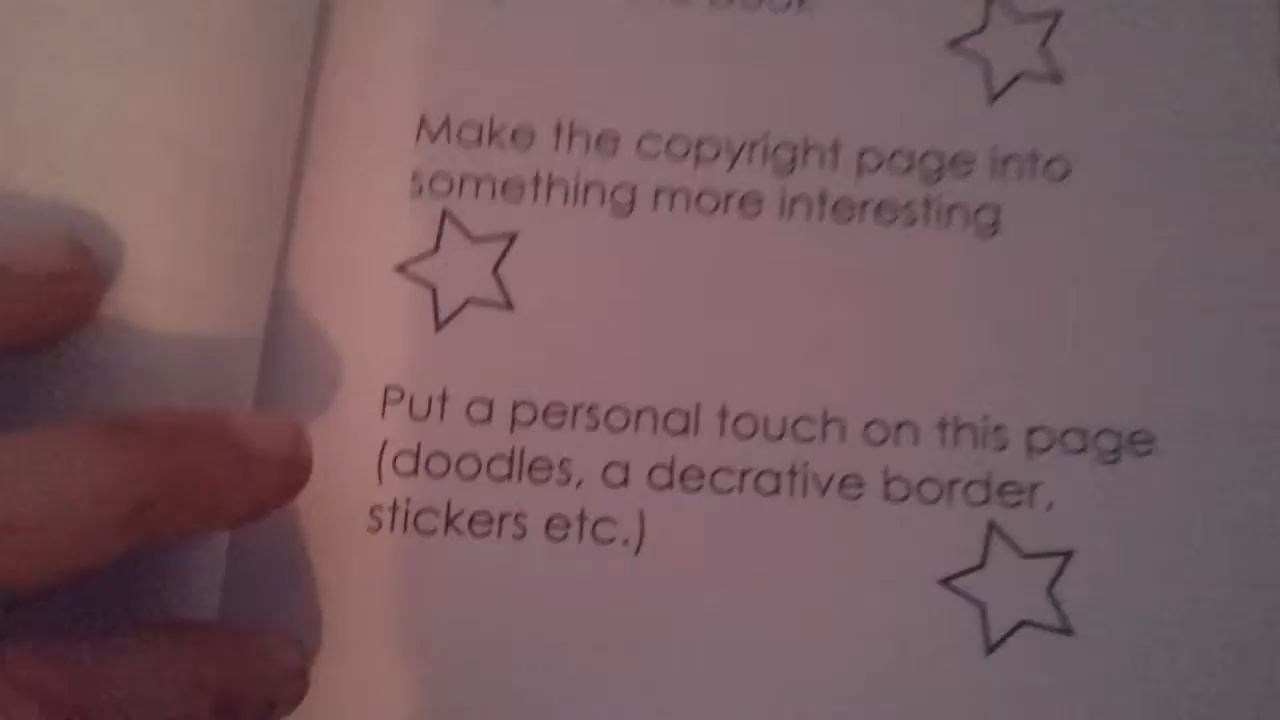 book
Make the copyright page into
something more interesting
Put a personal touch on this page
(doodles, a decrative border,
stickers etc.)